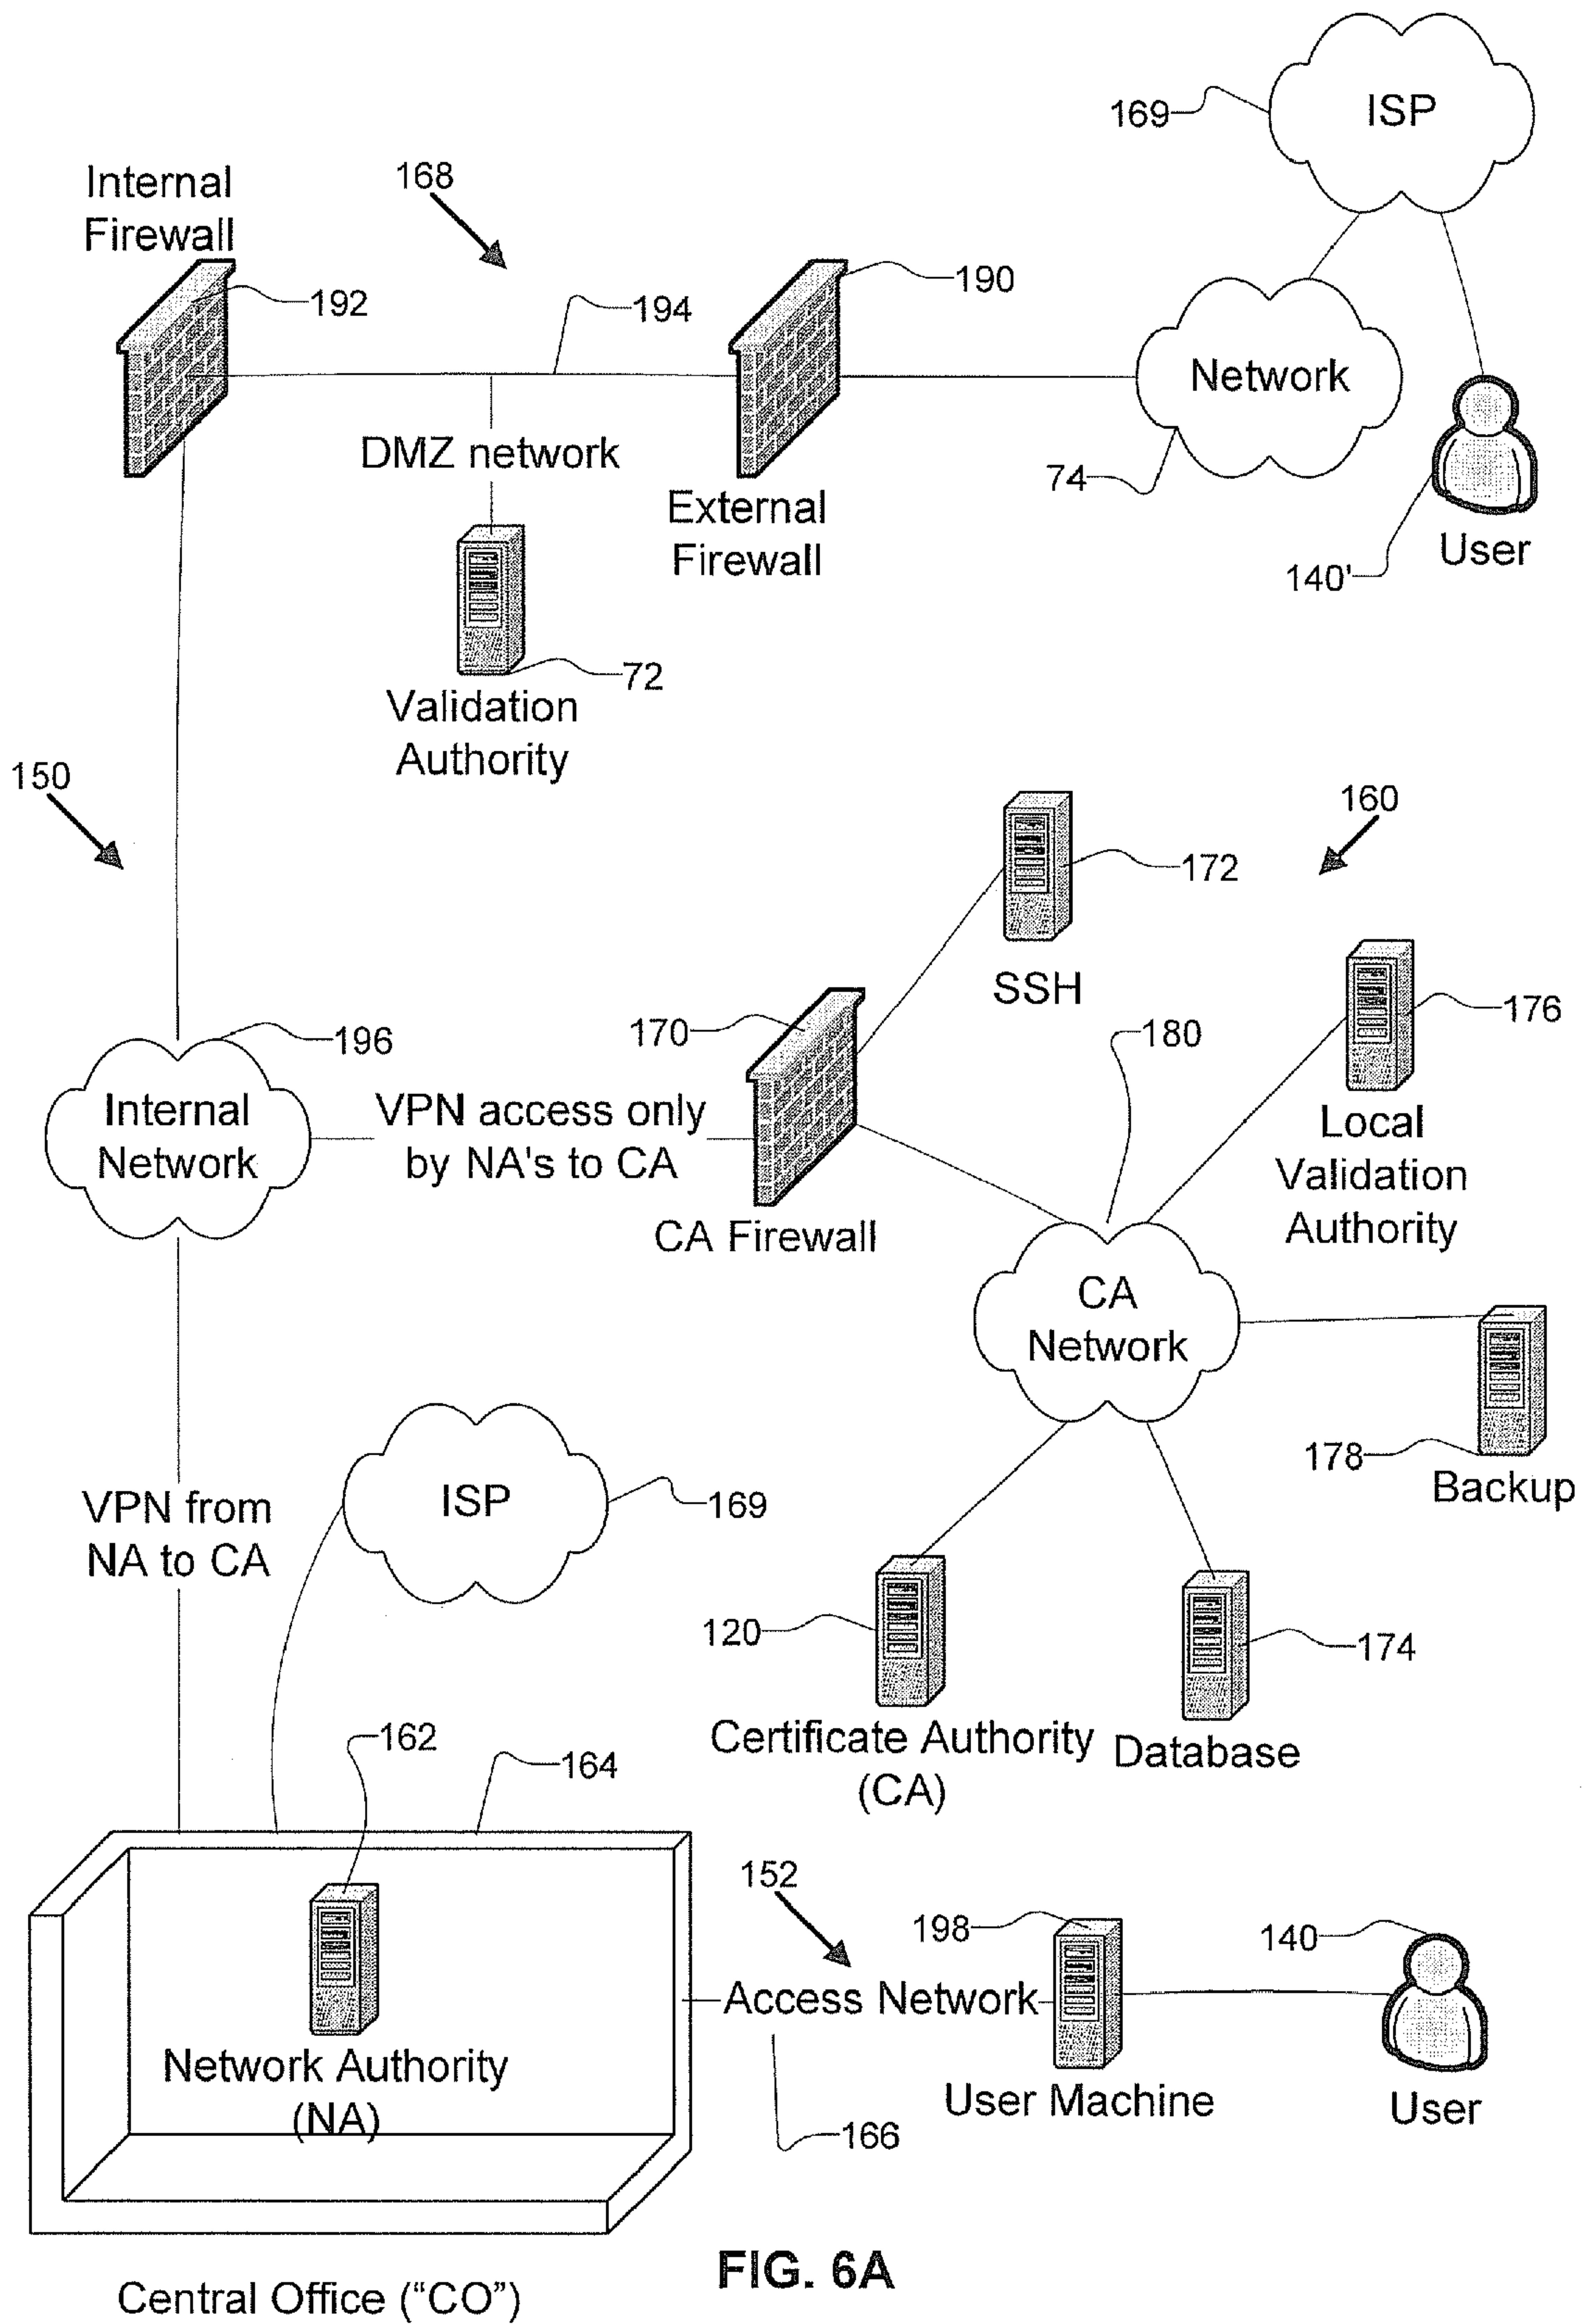 169
ISP
Internal
Firewall
168
192
194
190
Network
DMZ network
74
External
Firewall
User
140'
72
Validation
Authority
150
160
172
SSH
176
196
170
180
Internal
Network
VPN access only
by NA's to CA
Local
Validation
Authority
CA Firewall
CA
Network
178
Backup
ISP
169
VPN from
NA to CA
120
174
Certificate Authority
(CA)
Database
162
164
152
198
140
Access Network
Network Authority
(NA)
User Machine
User
166
FIG. 6A
Central Office (“CO”)